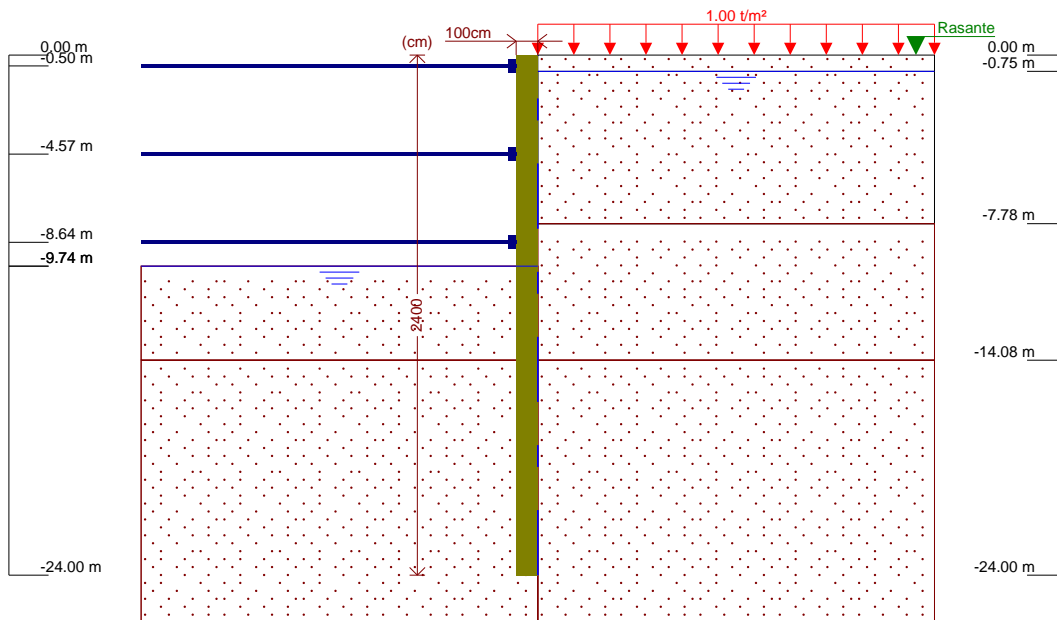 1.00 t/m²
Rasante
100cm
(cm)
0.00 m
-0.50 m
-4.57 m
-8.64 m
-9.74 m
-24.00 m
2400
0.00 m
-0.75 m
-7.78 m
-14.08 m
-24.00 m